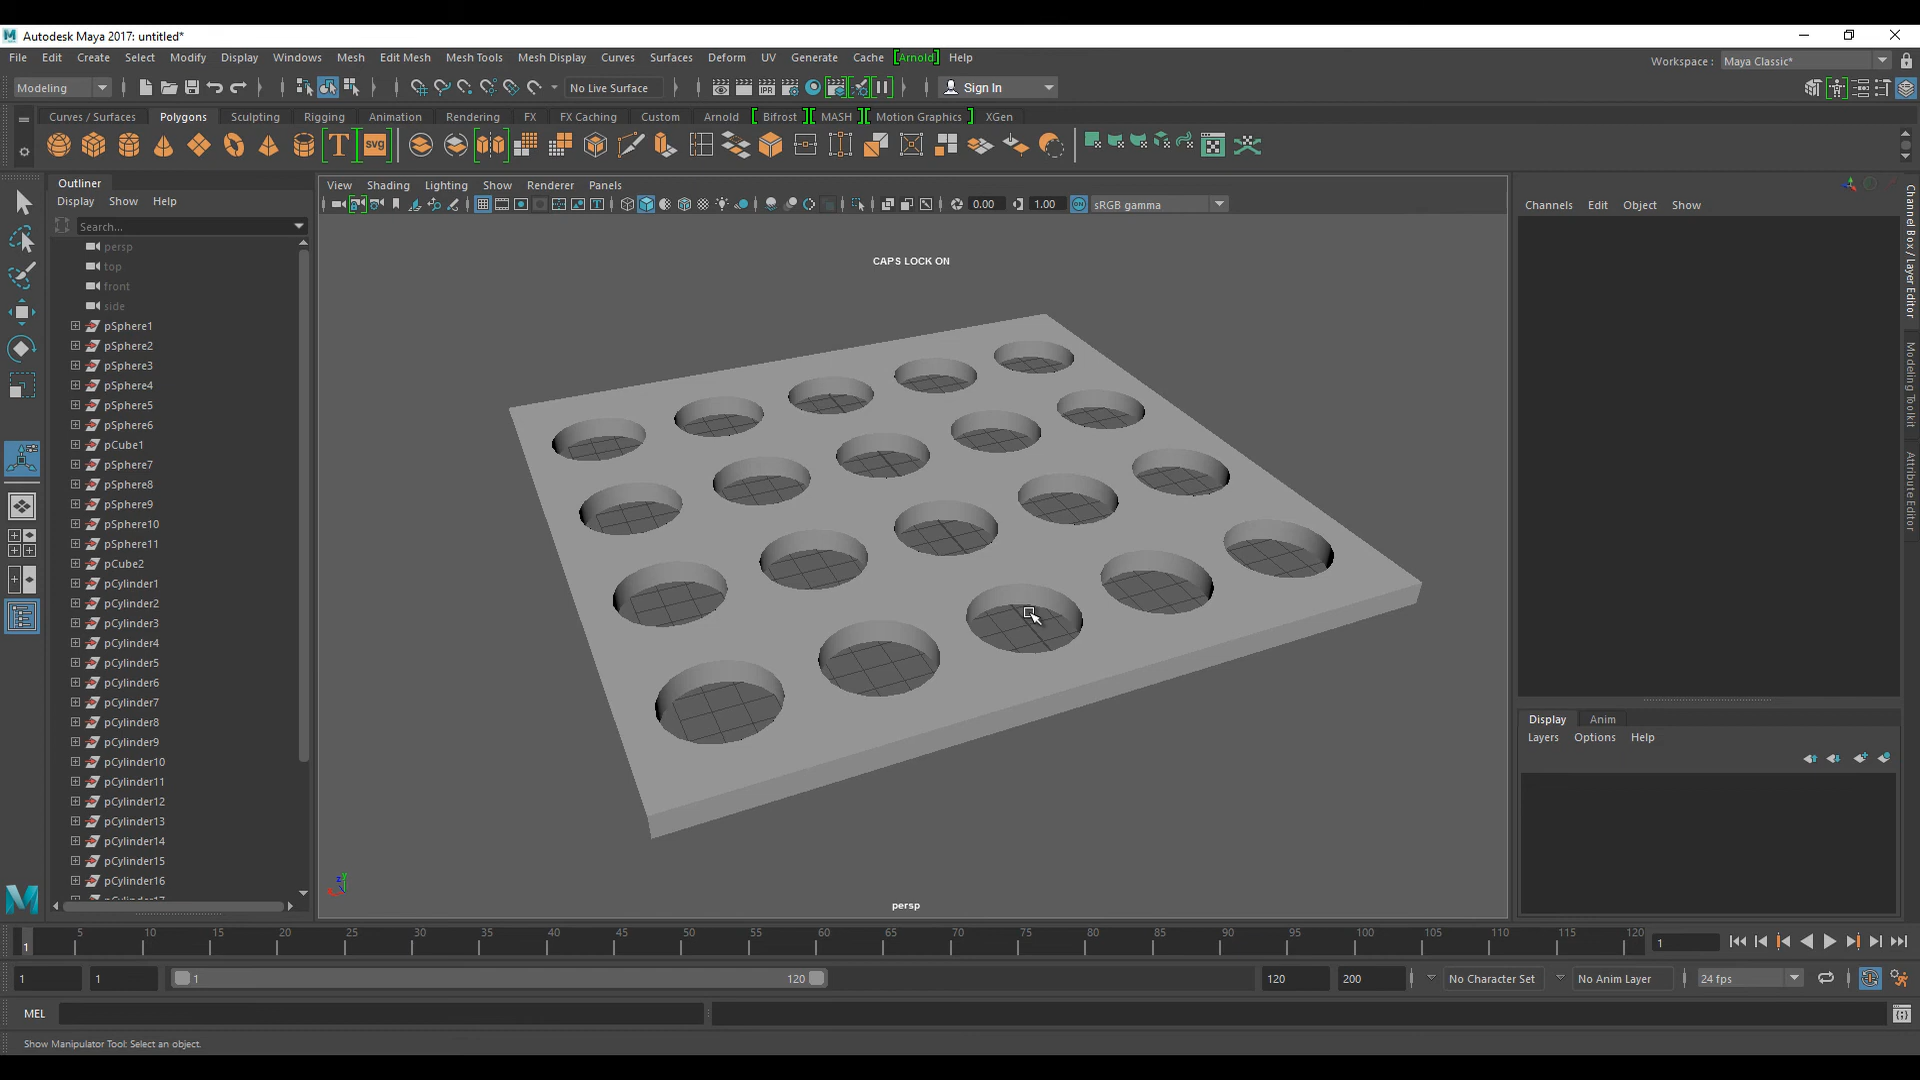 Autodesk Maya 2017: untitled*
File Edit Create Select Modify Display Windows Mesh Edit Mesh Mesh Tools Mesh Display Curves Surfaces Deform UV Generate Cache [Arnold] Help
Workspace : Maya Classic*
Modeling No Live Surface IPR Sign In
Curves / Surfaces Polygons Sculpting Rigging Animation Rendering FX FX Caching Custom Arnold [ Bifrost ] [ MASH ] [ Motion Graphics ] XGen
T SVG
Outliner
Display Show Help
Search...
persp
top
front
side
pSphere1
pSphere2
pSphere3
pSphere4
pSphere5
pSphere6
pCube1
pSphere7
pSphere8
pSphere9
pSphere10
pSphere11
pCube2
pCylinder1
pCylinder2
pCylinder3
pCylinder4
pCylinder5
pCylinder6
pCylinder7
pCylinder8
pCylinder9
pCylinder10
pCylinder11
pCylinder12
pCylinder13
pCylinder14
pCylinder15
pCylinder16
pCylinder17
View Shading Lighting Show Renderer Panels
0.00 1.00 ON sRGB gamma
CAPS LOCK ON
persp
Channels Edit Object Show
Channel Box / Layer Editor
Modeling Toolkit
Attribute Editor
Display Anim
Layers Options Help
1 5 10 15 20 25 30 35 40 45 50 55 60 65 70 75 80 85 90 95 100 105 110 115 120 1
1 1 1 120 120 200 No Character Set No Anim Layer 24 fps
MEL
Show Manipulator Tool: Select an object.